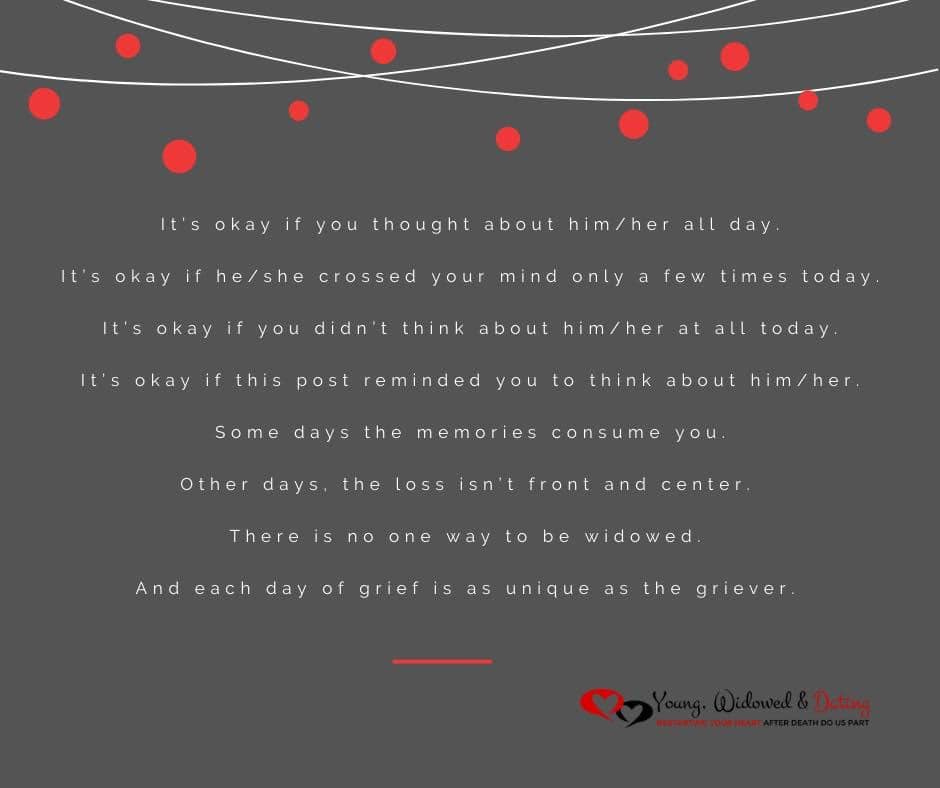 It's okay if you thought about him/her all day.
It's okay if he/she crossed your mind only a few times today.
It's okay if you didn't think about him/her at all today.
It's okay if this post reminded you to think about him/her.
Some days the memories consume you.
Other days, the loss isn't front and center.
There is no one way to be widowed.
And each day of grief is as unique as the griever.
Young, Widowed & Dating
RESTARTING YOUR HEART AFTER DEATH DO US PART